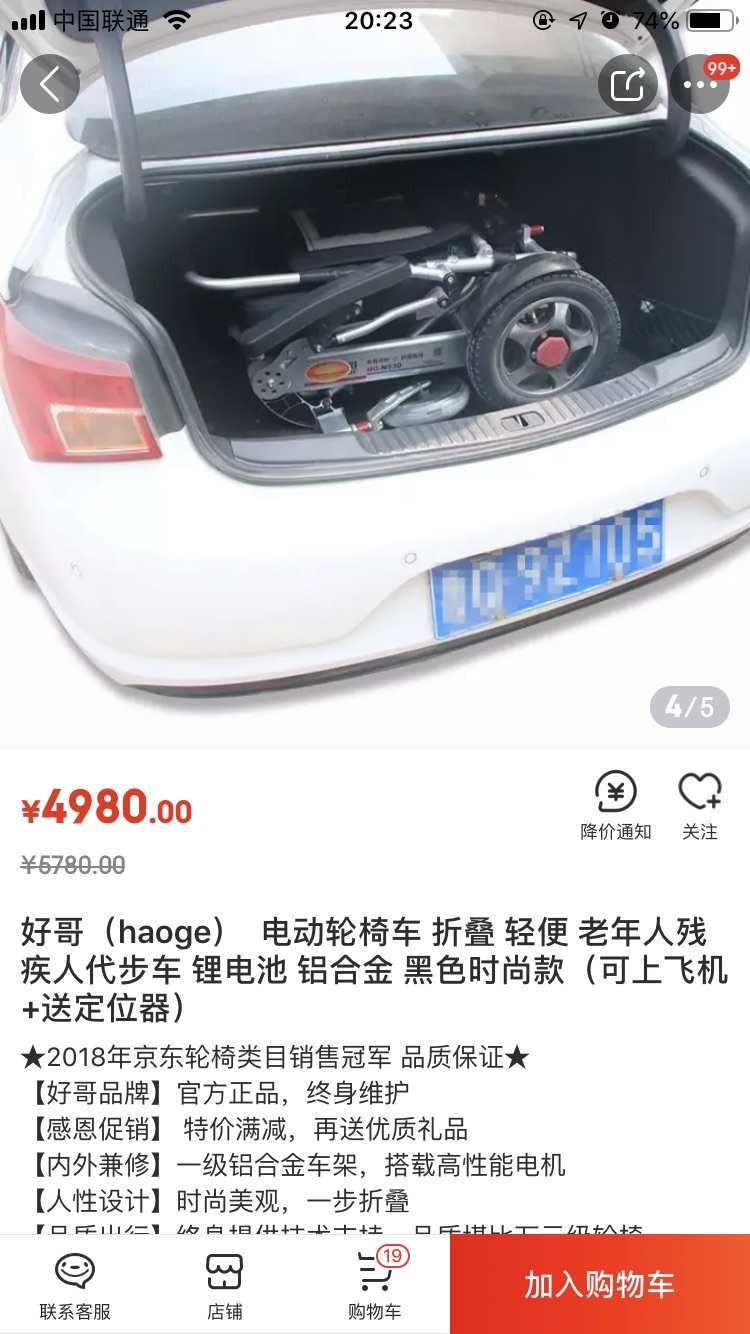 中国联通
20:23
74%
99+
HG-N530
4/5
¥4980.00
¥5780.00
降价通知
关注
好哥（haoge） 电动轮椅车 折叠 轻便 老年人残
疾人代步车 锂电池 铝合金 黑色时尚款（可上飞机
+送定位器）
★2018年京东轮椅类目销售冠军 品质保证★
【好哥品牌】官方正品，终身维护
【感恩促销】 特价满减，再送优质礼品
【内外兼修】一级铝合金车架，搭载高性能电机
【人性设计】时尚美观，一步折叠
联系客服
店铺
19
购物车
加入购物车